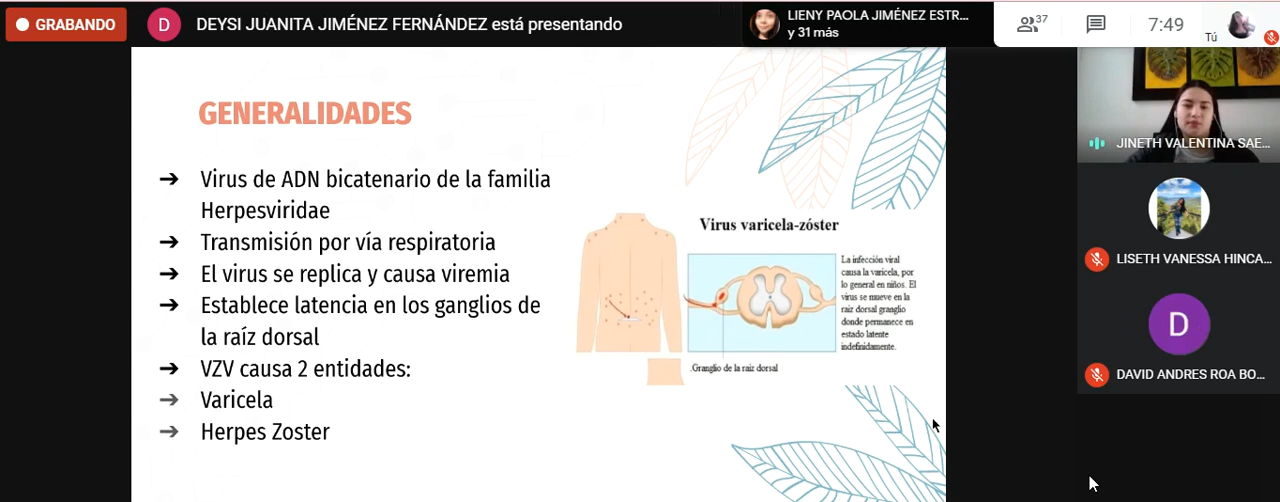 GRABANDO
D
DEYSI JUANITA JIMÉNEZ FERNÁNDEZ está presentando
LIENY PAOLA JIMÉNEZ ESTR...
y 31 más
37
7:49
Tú
GENERALIDADES
➔ Virus de ADN bicatenario de la familia
Herpesviridae
➔ Transmisión por vía respiratoria
➔ El virus se replica y causa viremia
➔ Establece latencia en los ganglios de
la raíz dorsal
➔ VZV causa 2 entidades:
➔ Varicela
➔ Herpes Zoster
Virus varicela-zóster
La infección viral
causa la varicela, por
lo general en niños. El
virus se mueve en la
raiz dorsal granglio
donde permanece en
estado latente
indefinidamente.
.Granglio de la raiz dorsal
JINETH VALENTINA SAE...
LISETH VANESSA HINCA...
D
DAVID ANDRES ROA BO...